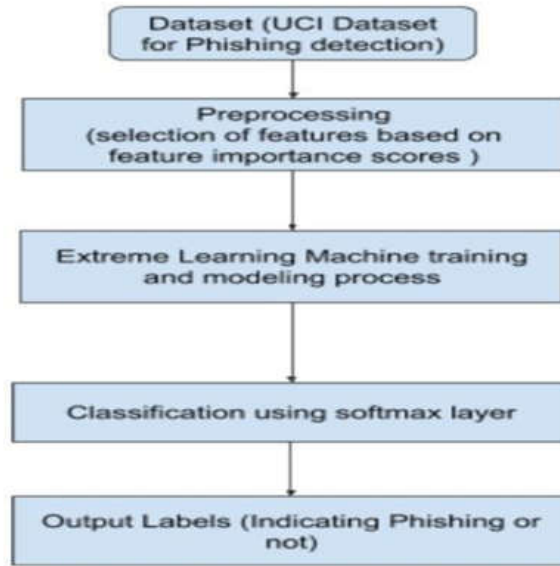 Dataset (UCI Dataset
for Phishing detection)
Preprocessing
(selection of features based on
feature importance scores )
Extreme Learning Machine training
and modeling process
Classification using softmax layer
Output Labels (Indicating Phishing or
not)